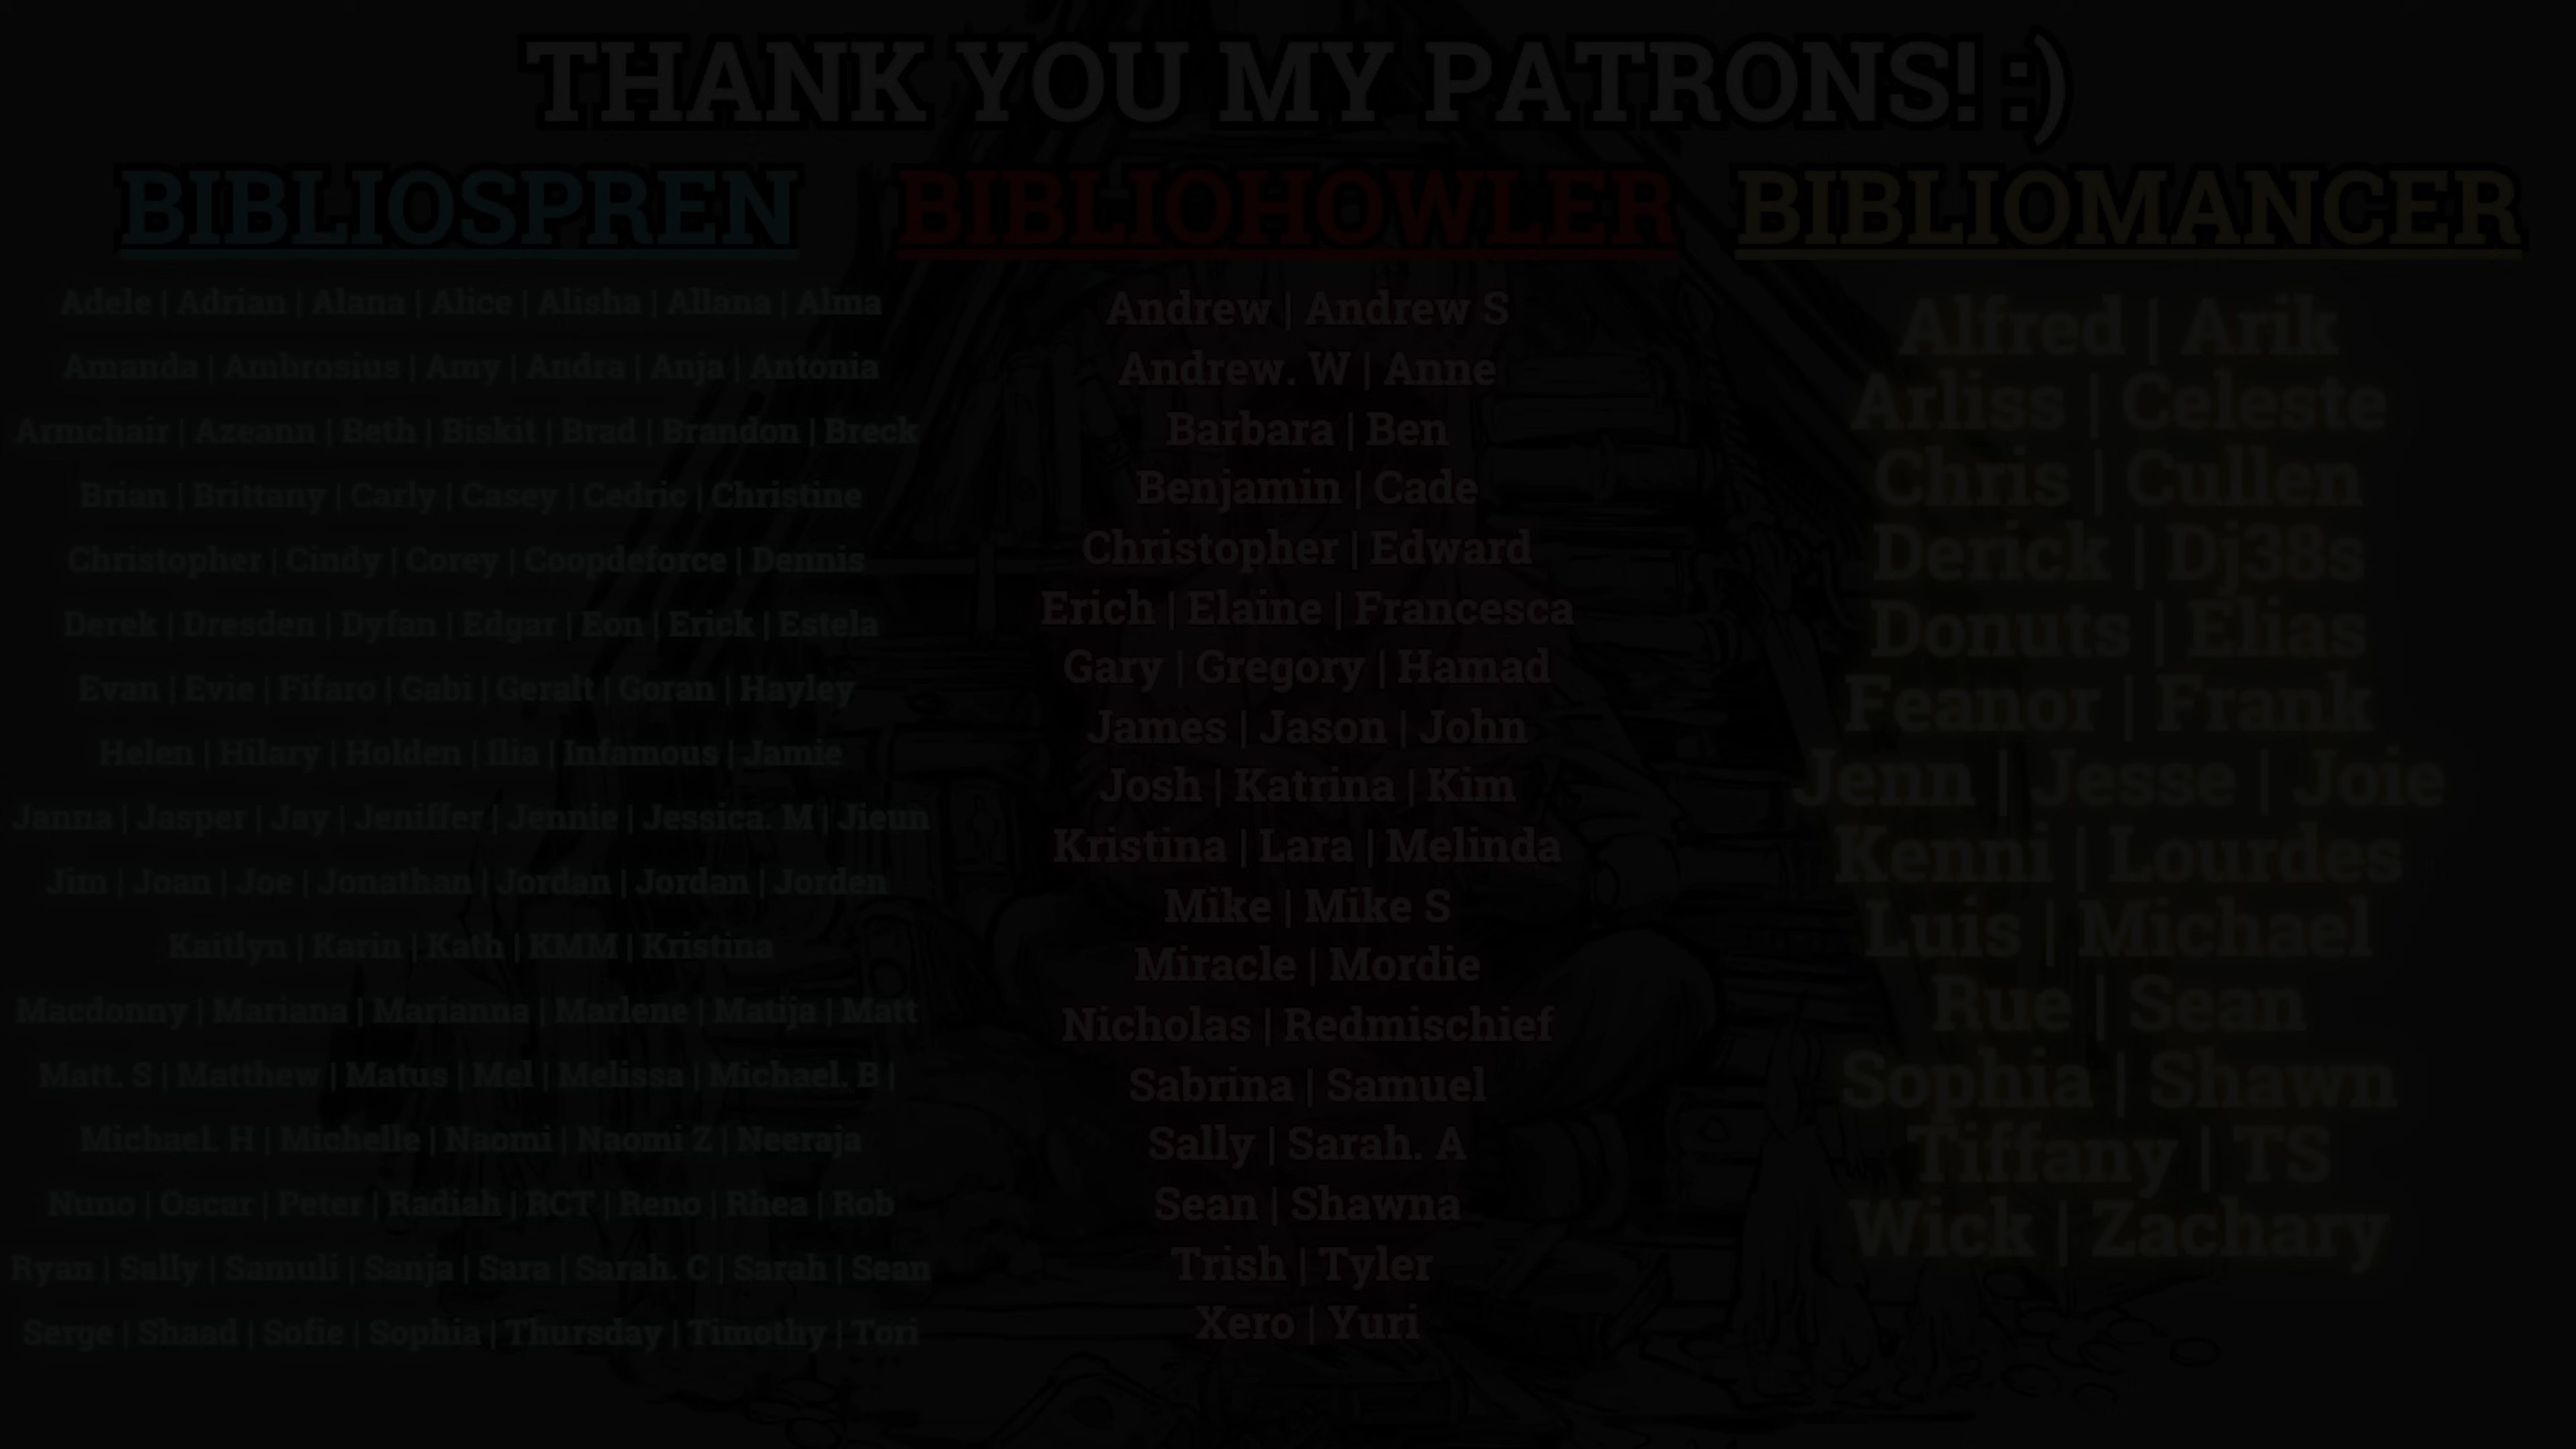 THANK YOU MY PATRONS! :)
BIBLIOSPREN
Adele | Adrian | Alana | Alice | Alisha | Allana | Alma
Amanda | Ambrosius | Amy | Andra | Anja | Antonia
Armchair | Azeann | Beth | Biskit | Brad | Brandon | Breck
Brian | Brittany | Carly | Casey | Cedric | Christine
Christopher | Cindy | Corey | Coopdeforce | Dennis
Derek | Dresden | Dyfan | Edgar | Eon | Erick | Estela
Evan | Evie | Fifaro | Gabi | Geralt | Goran | Hayley
Helen | Hilary | Holden | Ilia | Infamous | Jamie
Janna | Jasper | Jay | Jeniffer | Jennie | Jessica. M | Jieun
Jim | Joan | Joe | Jonathan | Jordan | Jordan | Jorden
Kaitlyn | Karin | Kath | KMM | Kristina
Macdonny | Mariana | Marianna | Marlene | Matija | Matt
Matt. S | Matthew | Matus | Mel | Melissa | Michael. B |
Michael. H | Michelle | Naomi | Naomi Z | Neeraja
Nuno | Oscar | Peter | Radiah | RCT | Reno | Rhea | Rob
Ryan | Sally | Samuli | Sanja | Sara | Sarah. C | Sarah | Sean
Serge | Shaad | Sofie | Sophia | Thursday | Timothy | Tori
BIBLIOHOWLER
Andrew | Andrew S
Andrew. W | Anne
Barbara | Ben
Benjamin | Cade
Christopher | Edward
Erich | Elaine | Francesca
Gary | Gregory | Hamad
James | Jason | John
Josh | Katrina | Kim
Kristina | Lara | Melinda
Mike | Mike S
Miracle | Mordie
Nicholas | Redmischief
Sabrina | Samuel
Sally | Sarah. A
Sean | Shawna
Trish | Tyler
Xero | Yuri
BIBLIOMANCER
Alfred | Arik
Arliss | Celeste
Chris | Cullen
Derick | Dj38s
Donuts | Elias
Feanor | Frank
Jenn | Jesse | Joie
Kenni | Lourdes
Luis | Michael
Rue | Sean
Sophia | Shawn
Tiffany | TS
Wick | Zachary